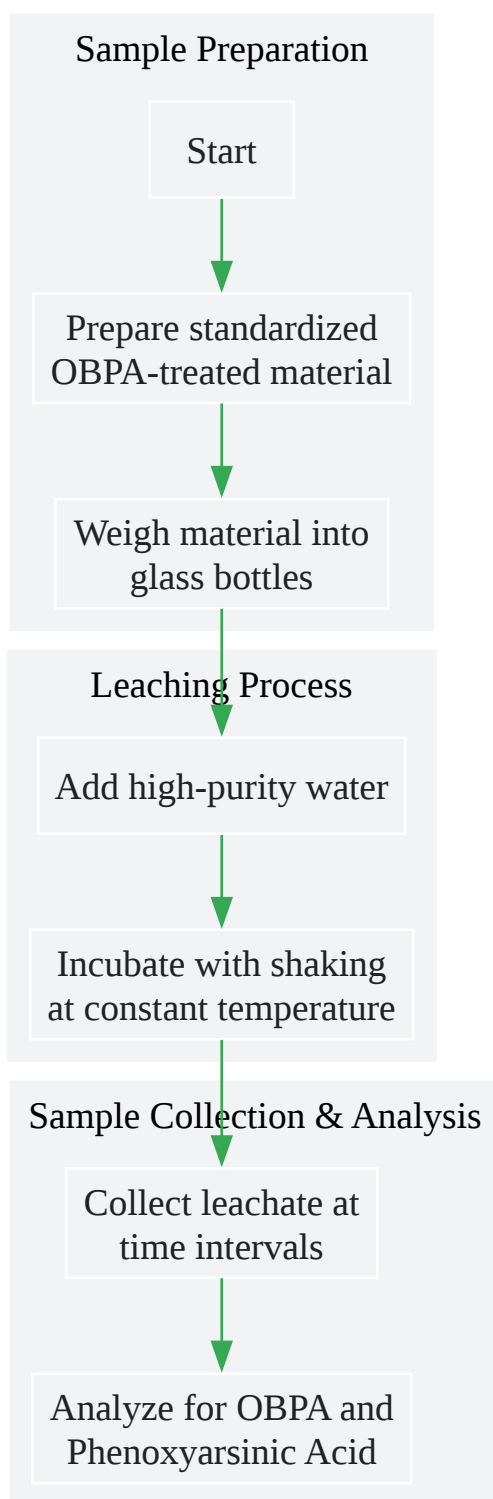 Sample Preparation
Start
Prepare standardized
OBPA-treated material
Weigh material into
glass bottles
Leaching Process
Add high-purity water
Incubate with shaking
at constant temperature
Sample Collection & Analysis
Collect leachate at
time intervals
Analyze for OBPA and
Phenoxyarsinic Acid